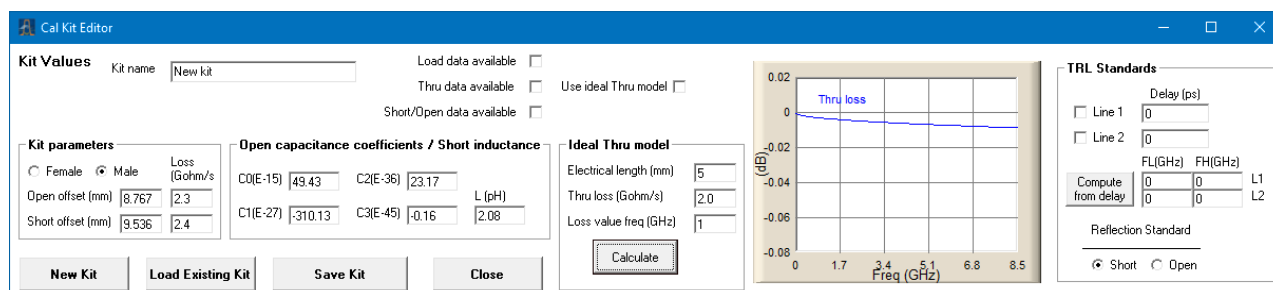 Cal Kit Editor
Kit Values
Kit name
New kit
Load data available
Thru data available
Use ideal Thru model
Short/Open data available
Kit parameters
Female
Male
Loss
(Gohm/s
Open offset (mm)
8.767
2.3
Short offset (mm)
9.536
2.4
Open capacitance coefficients / Short inductance
C0(E-15)
49.43
C2(E-36)
23.17
L (pH)
C1(E-27)
-310.13
C3(E-45)
-0.16
2.08
Ideal Thru model
Electrical length (mm)
5
Thru loss (Gohm/s)
2.0
Loss value freq (GHz)
1
Calculate
New Kit
Load Existing Kit
Save Kit
Close
0.02
0
-0.02
-0.04
-0.06
-0.08
(dB)
Thru loss
0
1.7
3.4
5.1
6.8
8.5
Freq (GHz)
TRL Standards
Delay (ps)
Line 1
0
Line 2
0
FL(GHz)
FH(GHz)
Compute
from delay
0
0
L1
0
0
L2
Reflection Standard
Short
Open